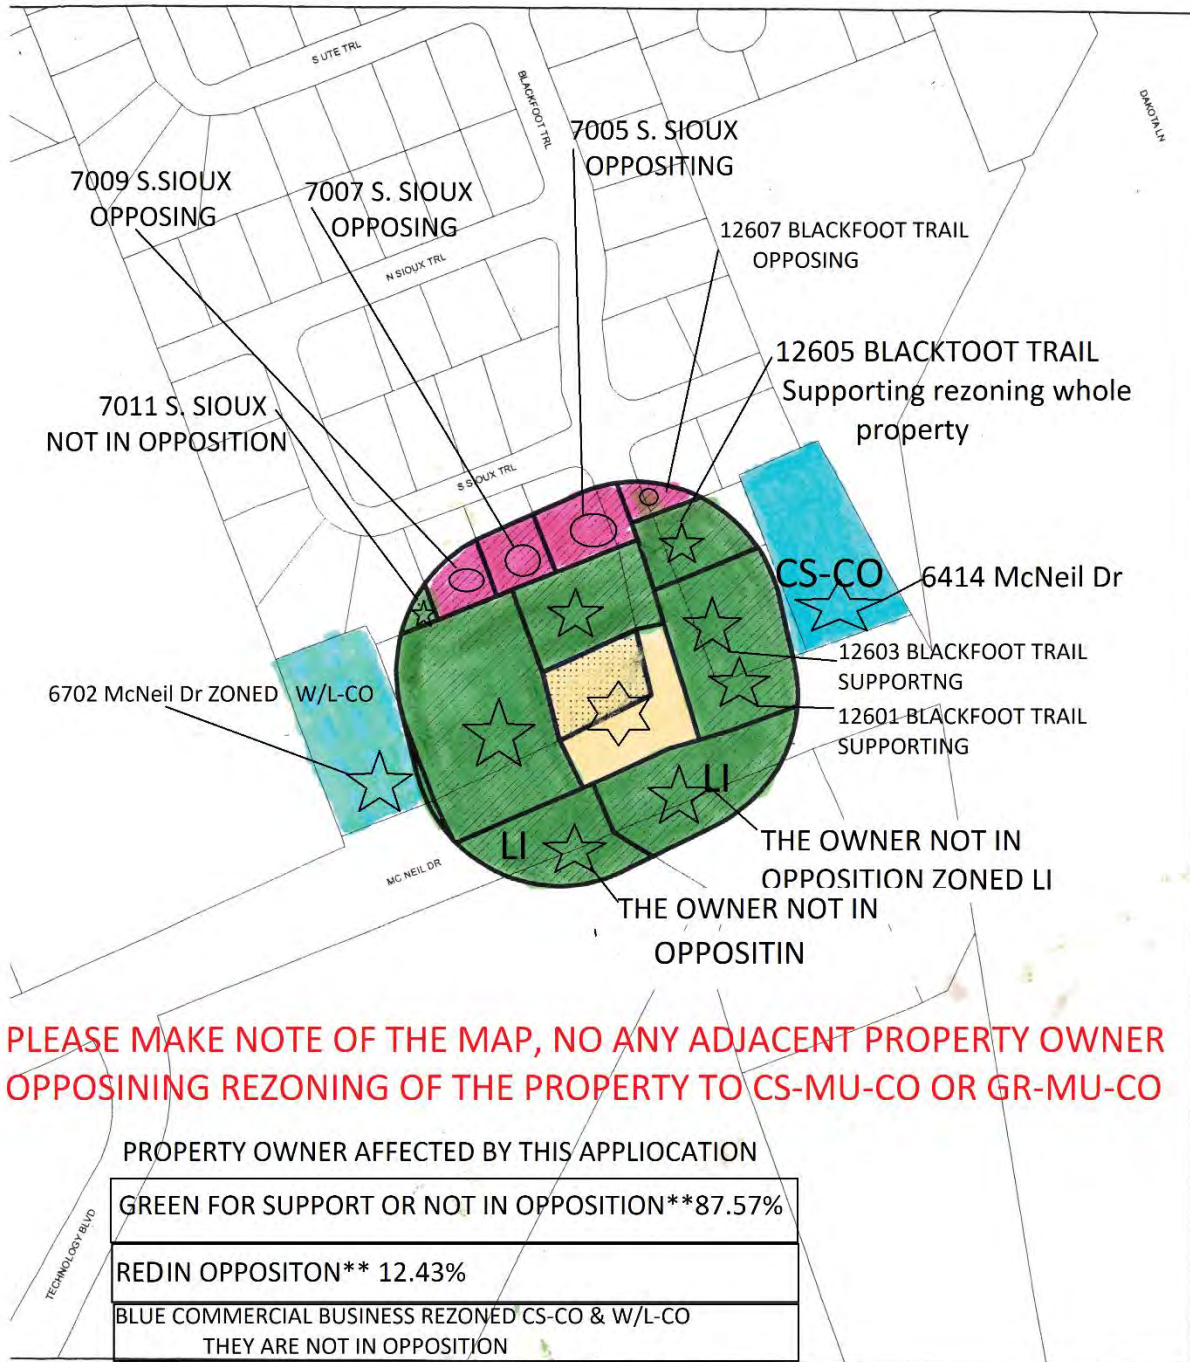 S UTE TRL
BLACKFOOT TRL
DAKOTA LN
7005 S. SIOUX
OPPOSITING
7009 S.SIOUX
OPPOSING
7007 S. SIOUX
OPPOSING
12607 BLACKFOOT TRAIL
OPPOSING
N SIOUX TRL
12605 BLACKTOOT TRAIL
Supporting rezoning whole
property
7011 S. SIOUX
NOT IN OPPOSITION
S SIOUX TRL
CS-CO
6414 McNeil Dr
12603 BLACKFOOT TRAIL
SUPPORTNG
6702 McNeil Dr ZONED W/L-CO
12601 BLACKFOOT TRAIL
SUPPORTING
LI
LI
THE OWNER NOT IN
OPPOSITION ZONED LI
MC NEIL DR
THE OWNER NOT IN
OPPOSITIN
PLEASE MAKE NOTE OF THE MAP, NO ANY ADJACENT PROPERTY OWNER
OPPOSINING REZONING OF THE PROPERTY TO CS-MU-CO OR GR-MU-CO
PROPERTY OWNER AFFECTED BY THIS APPLIOCATION
GREEN FOR SUPPORT OR NOT IN OPPOSITION**87.57%
TECHNOLOGY BLVD
REDIN OPPOSITON** 12.43%
BLUE COMMERCIAL BUSINESS REZONED CS-CO & W/L-CO
THEY ARE NOT IN OPPOSITION